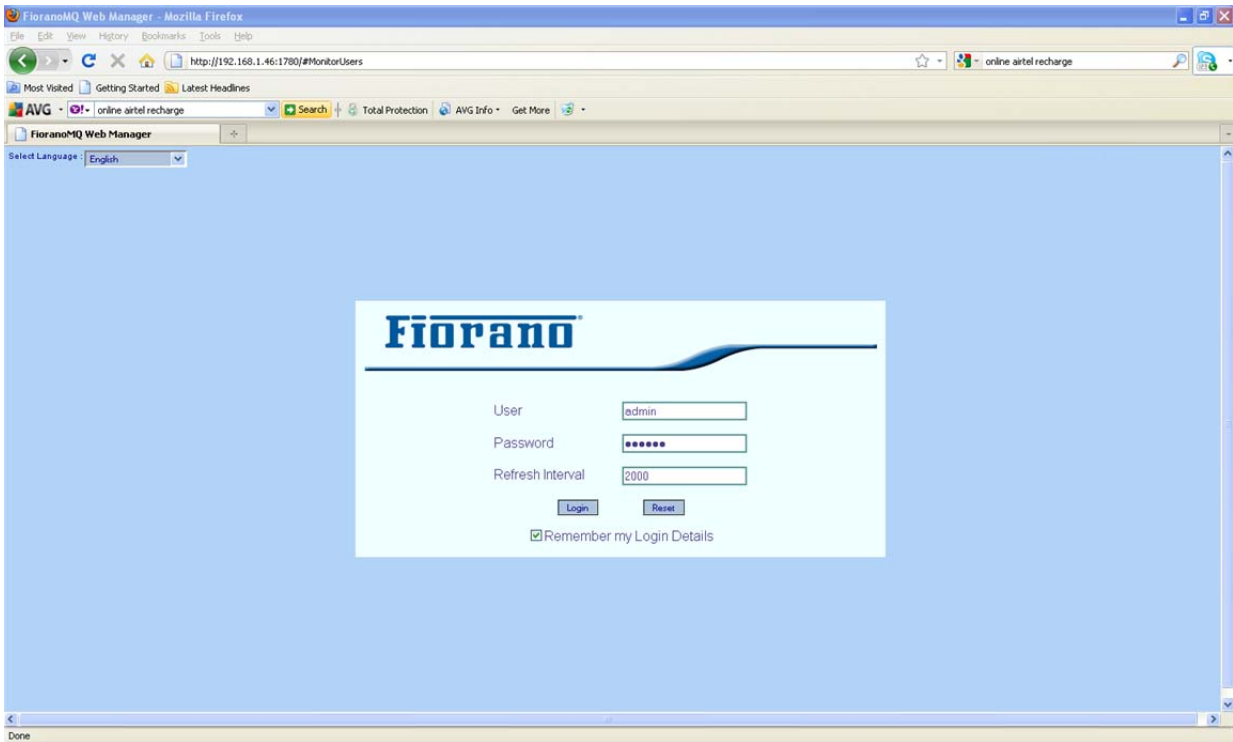 FioranoMQ Web Manager - Mozilla Firefox
File Edit View History Bookmarks Tools Help
http://192.168.1.46:1780/#MonitorUsers
online airtel recharge
Most Visited Getting Started Latest Headlines
AVG online airtel recharge Search Total Protection AVG Info Get More
FioranoMQ Web Manager
Select Language : English
Fiorano
User admin
Password ••••••
Refresh Interval 2000
Login Reset
Remember my Login Details
Done